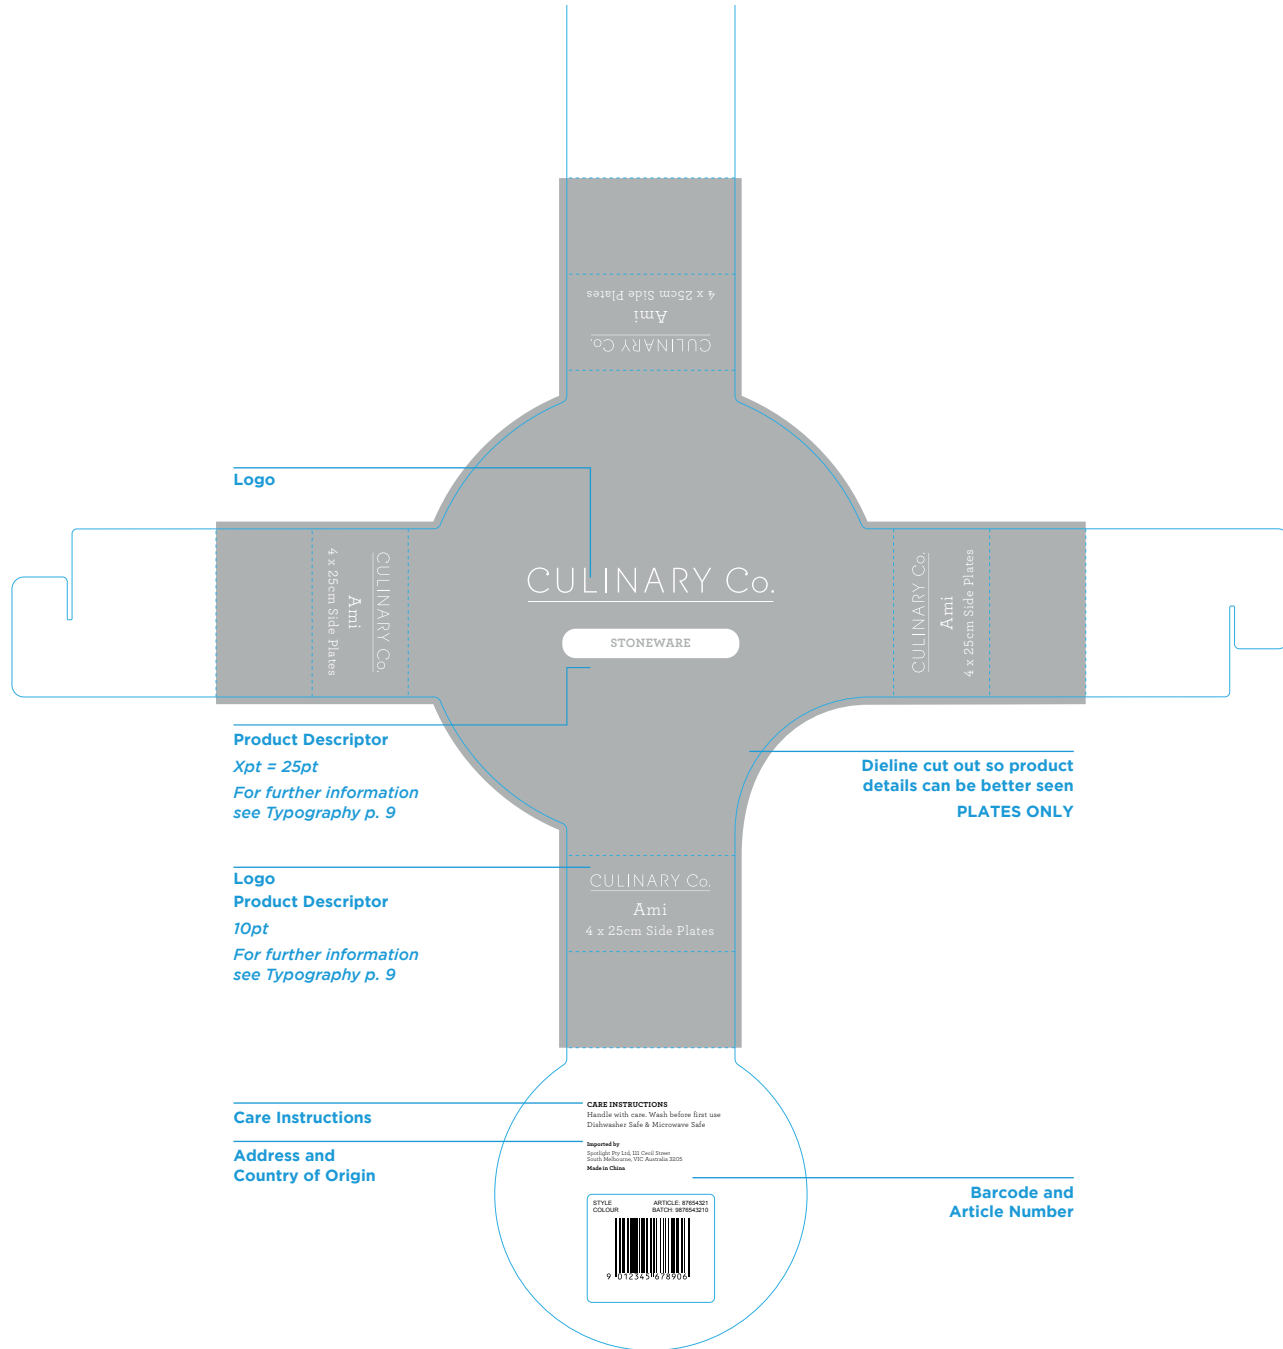 4 x 25cm Side Plates
Ami
CULINARY Co.
Logo
CULINARY Co.
Ami
4 x 25cm Side Plates
CULINARY Co.
STONEWARE
CULINARY Co.
Ami
4 x 25cm Side Plates
Product Descriptor
Xpt = 25pt
For further information
see Typography p. 9
Dieline cut out so product
details can be better seen
PLATES ONLY
Logo
Product Descriptor
10pt
For further information
see Typography p. 9
CULINARY Co.
Ami
4 x 25cm Side Plates
Care Instructions
Address and
Country of Origin
CARE INSTRUCTIONS
Handle with care. Wash before first use
Dishwasher Safe & Microwave Safe
Imported by
Spotlight Pty Ltd, 111 Cecil Street
South Melbourne, VIC Australia 3205
Made in China
Barcode and
Article Number
STYLE ARTICLE: 87654321
COLOUR BATCH: 9876543210
9 012345 678906